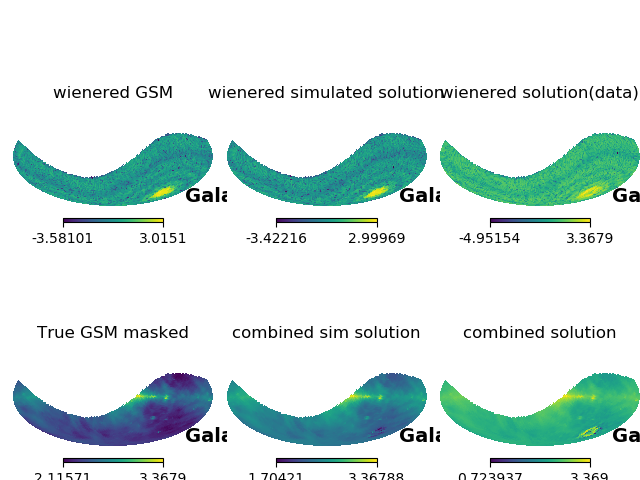 wienered GSM wienered simulated solution wienered solution(data)
Gala Gala Ga
-3.58101 3.0151 -3.42216 2.99969 -4.95154 3.3679
True GSM masked combined sim solution combined solution
Gala Gala Ga
2.11571 3.3679 1.70421 3.36788 0.723937 3.369